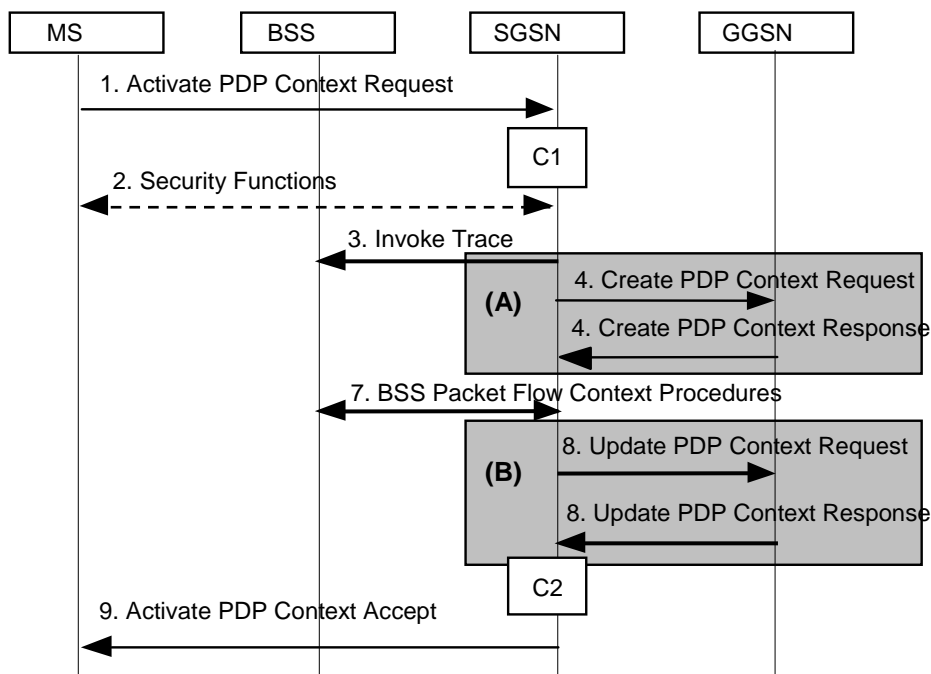 MS
BSS
SGSN
GGSN
1. Activate PDP Context Request
C1
2. Security Functions
3. Invoke Trace
(A)
4. Create PDP Context Request
4. Create PDP Context Response
7. BSS Packet Flow Context Procedures
(B)
8. Update PDP Context Request
8. Update PDP Context Response
C2
9. Activate PDP Context Accept